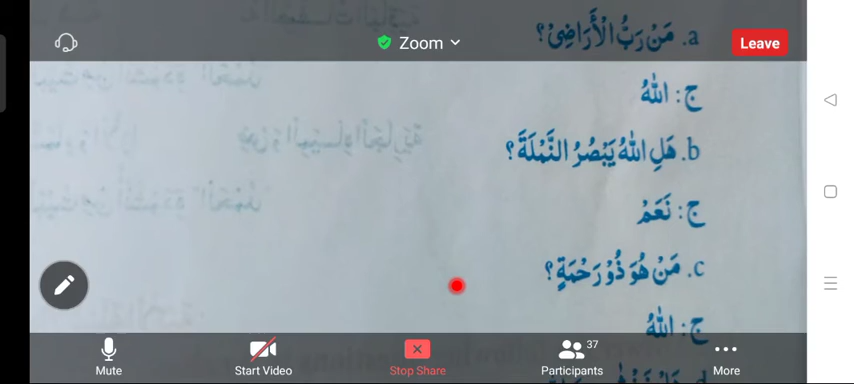 Zoom
Leave
a. مَنْ رَبُّ الْأَرَاضِيْ؟
ج: اللهُ
b. هَلِ اللهُ يَبْصُرُ النَّمْلَةَ؟
ج: نَعَمْ
c. مَنْ هُوَ ذُوْ رَحْمَةٍ؟
ج: اللهُ
Mute
Start Video
Stop Share
37
Participants
More